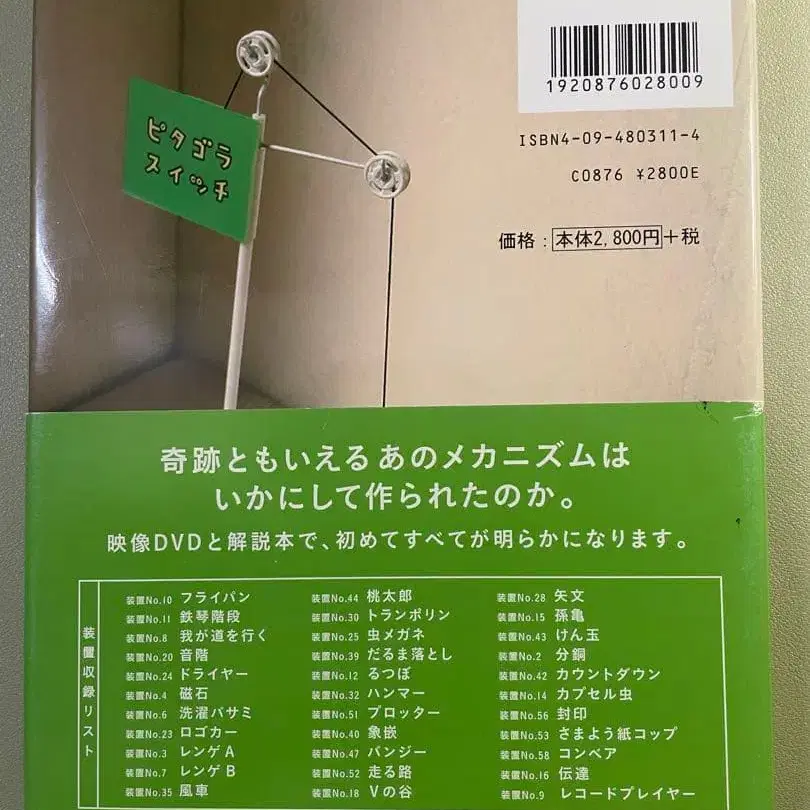 ピタゴラ
スイッチ
1920876028009
ISBN4-09-480311-4
C0876 ¥2800E
価格：本体2,800円+税
奇跡ともいえるあのメカニズムは
いかにして作られたのか。
映像DVDと解説本で、初めてすべてが明らかになります。
装置収録リスト
装置No.10 フライパン
装置No.11 鉄琴階段
装置No.8 我が道を行く
装置No.20 音階
装置No.24 ドライヤー
装置No.4 磁石
装置No.6 洗濯バサミ
装置No.23 ロゴカー
装置No.3 レンゲA
装置No.7 レンゲB
装置No.35 風車
装置No.44 桃太郎
装置No.30 トランポリン
装置No.25 虫メガネ
装置No.39 だるま落とし
装置No.12 るつぼ
装置No.32 ハンマー
装置No.51 プロッター
装置No.40 象嵌
装置No.47 バンジー
装置No.52 走る路
装置No.18 Vの谷
装置No.28 矢文
装置No.15 孫亀
装置No.43 けん玉
装置No.2 分銅
装置No.42 カウントダウン
装置No.14 カプセル虫
装置No.56 封印
装置No.53 さまよう紙コップ
装置No.58 コンベア
装置No.16 伝達
装置No.9 レコードプレイヤー